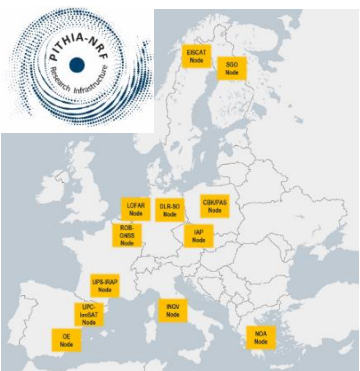 PITHIA-NRF
Research Infrastructure
EISCAT
Node
SGO
Node
LOFAR
Node
DLR-SO
Node
CBK/PAS
Node
ROB-
GNSS
Node
IAP
Node
UPS-IRAP
Node
UPC-
IonSAT
Node
INGV
Node
OE
Node
NOA
Node